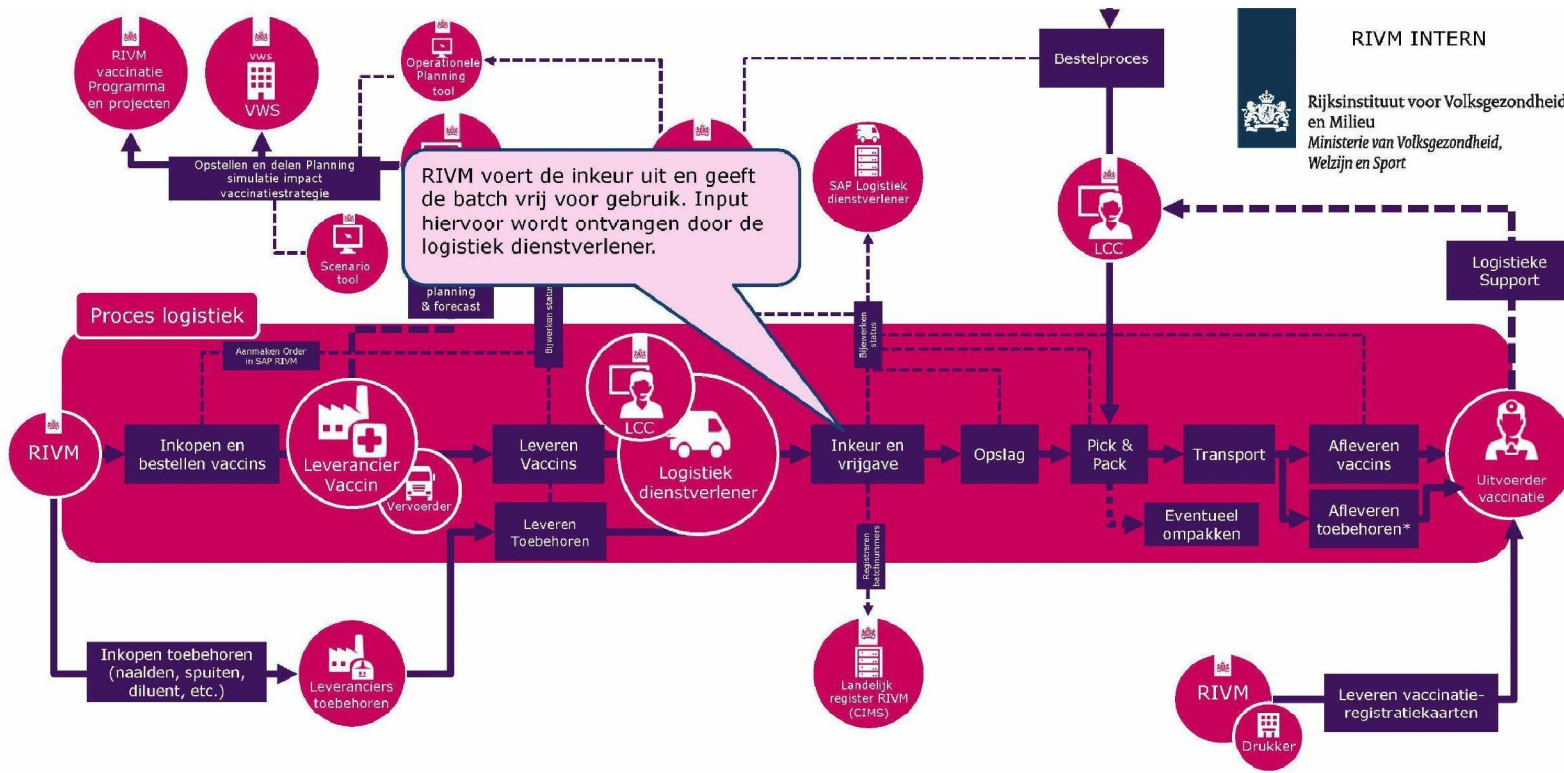 RIVM
vaccinatie
Programma
en projecten
vws
VWS
Operationele
Planning
tool
Bestelproces
RIVM INTERN
Rijksinstituut voor Volksgezondheid
en Milieu
Ministerie van Volksgezondheid,
Welzijn en Sport
Opstellen en delen Planning
simulatie impact
vaccinatiestrategie
RIVM voert de inkeur uit en geeft
de batch vrij voor gebruik. Input
hiervoor wordt ontvangen door de
logistiek dienstverlener.
SAP Logistiek
dienstverlener
LCC
Scenario
tool
planning
& forecast
Bijwerken status
Bijewerken
status
Logistieke
Support
Proces logistiek
Aanmaken Order
in SAP RIVM
RIVM
Inkopen en
bestellen vaccins
Leverancier
Vaccin
Vervoerder
Leveren
Vaccins
LCC
Logistiek
dienstverlener
Inkeur en
vrijgave
Opslag
Pick &
Pack
Transport
Afleveren
vaccins
Uitvoerder
vaccinatie
Leveren
Toebehoren
Eventueel
ompakken
Afleveren
toebehoren*
Registreren
batchnummers
Inkopen toebehoren
(naalden, spuiten,
diluent, etc.)
Leveranciers
toebehoren
Landelijk
register RIVM
(CIMS)
RIVM
Drukker
Leveren vaccinatie-
registratiekaarten